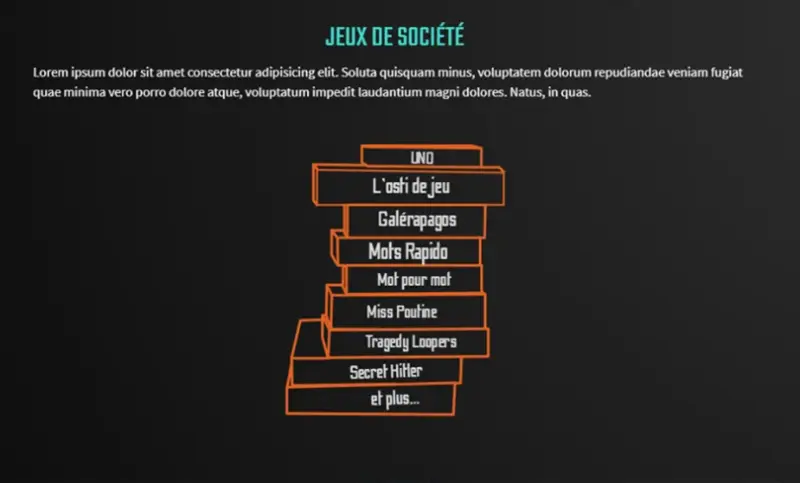 JEUX DE SOCIÉTÉ
Lorem ipsum dolor sit amet consectetur adipisicing elit. Soluta quisquam minus, voluptatem dolorum repudiandae veniam fugiat
quae minima vero porro dolore atque, voluptatum impedit laudantium magni dolores. Natus, in quas.
UNO
L'osti de jeu
Galérapagos
Mots Rapido
Mot pour mot
Miss Poutine
Tragedy Loopers
Secret Hitler
et plus...